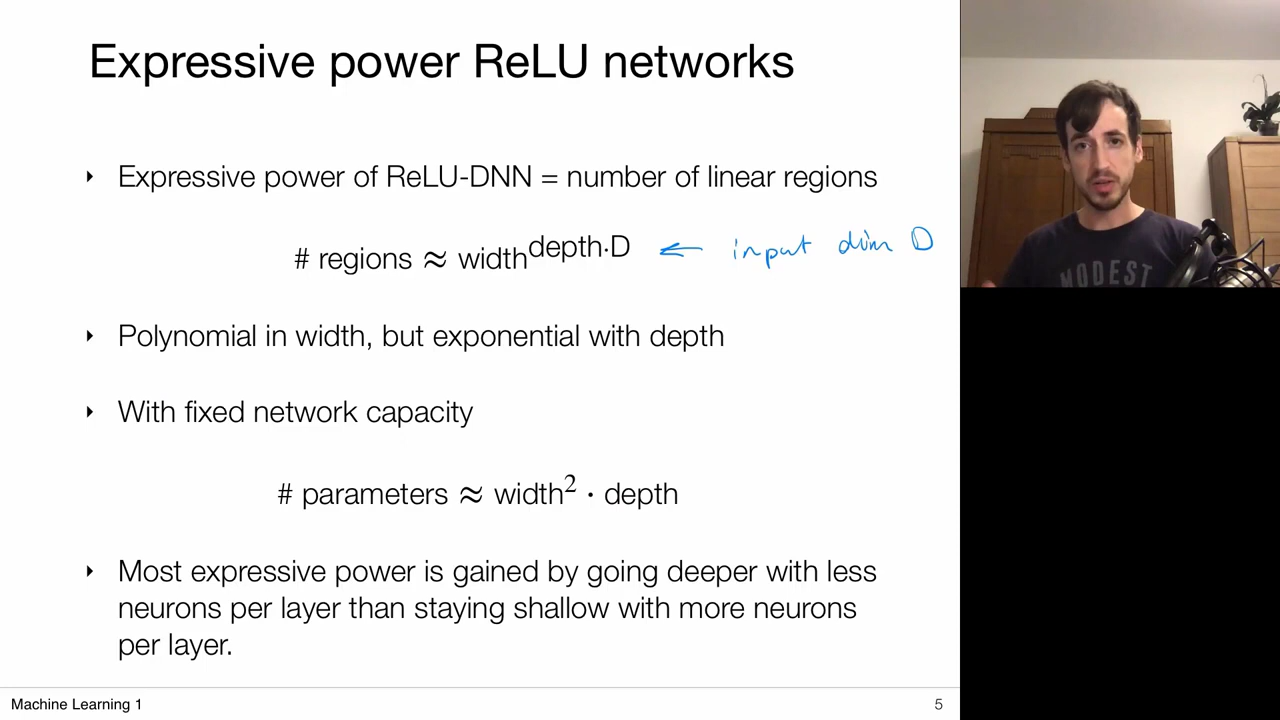 Expressive power ReLU networks
‣ Expressive power of ReLU-DNN = number of linear regions
# regions ≈ width^depth·D ← input dim D
‣ Polynomial in width, but exponential with depth
‣ With fixed network capacity
# parameters ≈ width² · depth
‣ Most expressive power is gained by going deeper with less
neurons per layer than staying shallow with more neurons
per layer.
MODEST
Machine Learning 1
5